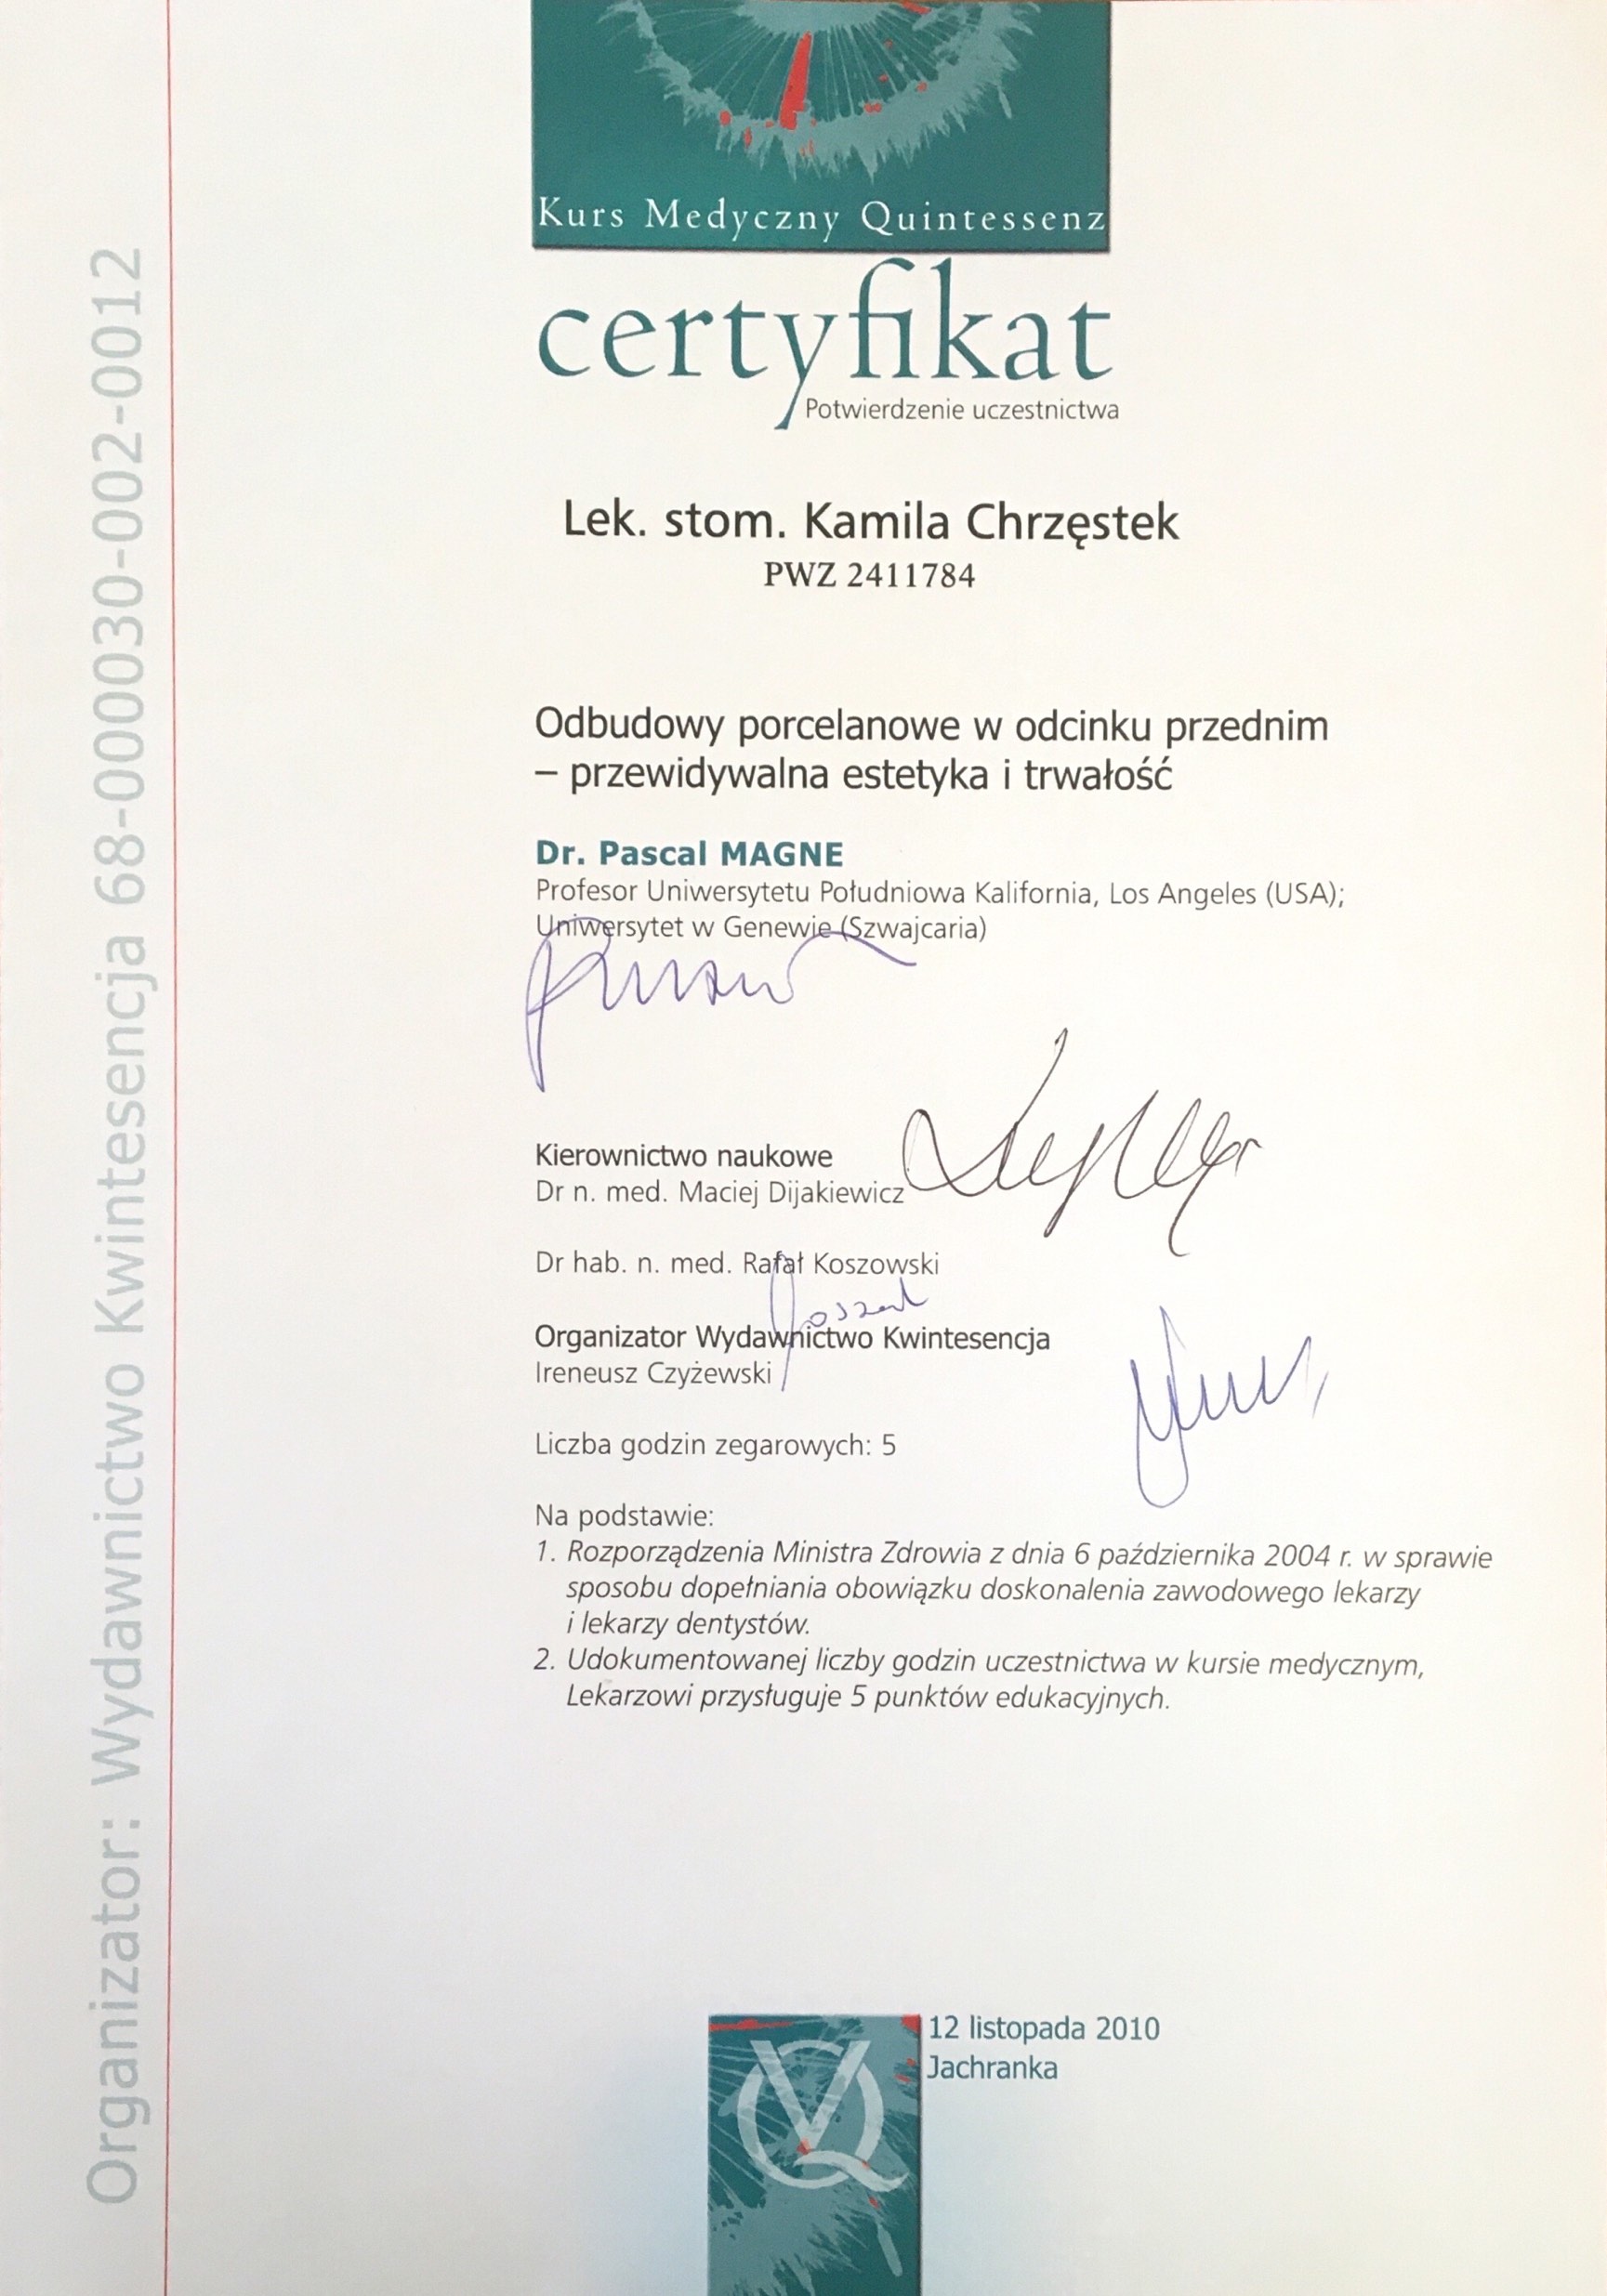 Kurs Medyczny Quintessenz
certyfikat
Potwierdzenie uczestnictwa
Lek. stom. Kamila Chrzęstek
PWZ 2411784
Odbudowy porcelanowe w odcinku przednim
– przewidywalna estetyka i trwałość
Dr. Pascal MAGNE
Profesor Uniwersytetu Południowa Kalifornia, Los Angeles (USA);
Uniwersytet w Genewie (Szwajcaria)
Kierownictwo naukowe
Dr n. med. Maciej Dijakiewicz
Dr hab. n. med. Rafał Koszowski
Organizator Wydawnictwo Kwintesencja
Ireneusz Czyżewski
Liczba godzin zegarowych: 5
Na podstawie:
1. Rozporządzenia Ministra Zdrowia z dnia 6 października 2004 r. w sprawie
sposobu dopełniania obowiązku doskonalenia zawodowego lekarzy
i lekarzy dentystów.
2. Udokumentowanej liczby godzin uczestnictwa w kursie medycznym,
Lekarzowi przysługuje 5 punktów edukacyjnych.
12 listopada 2010
Jachranka
Organizator: Wydawnictwo Kwintesencja 68-000030-002-0012